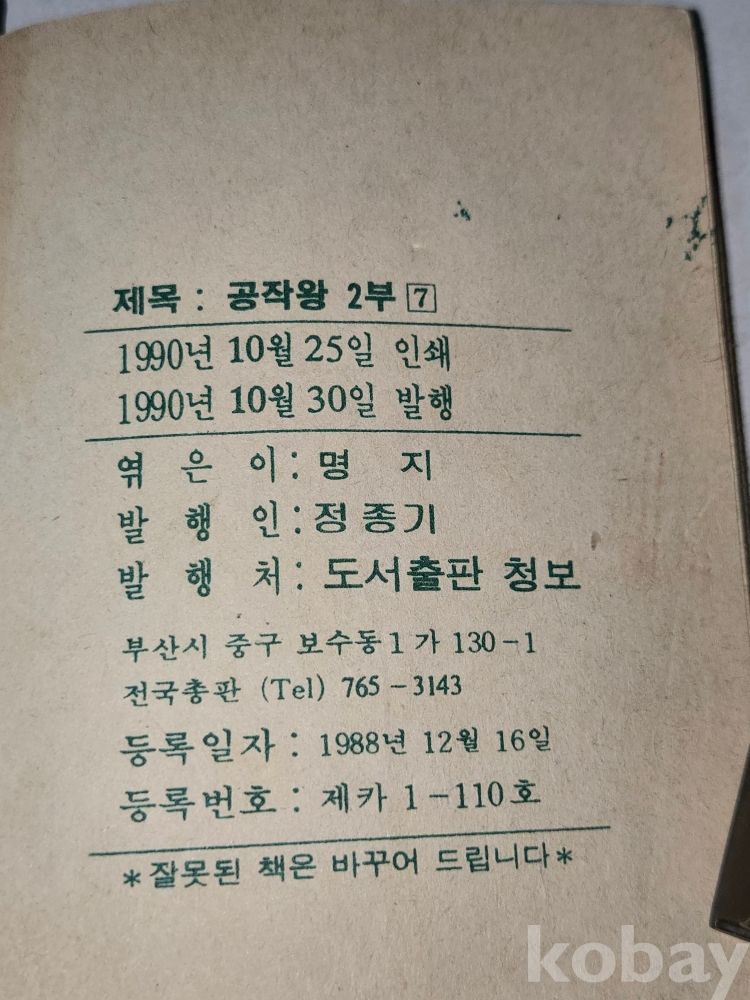 제목 : 공작왕 2부 7
1990년 10월 25일 인쇄
1990년 10월 30일 발행
엮 은 이 : 명 지
발 행 인 : 정종기
발 행 처 : 도서출판 청보
부산시 중구 보수동 1가 130-1
전국총판 (Tel) 765-3143
등록일자 : 1988년 12월 16일
등록번호 : 제카 1-110호
*잘못된 책은 바꾸어 드립니다*
kobay